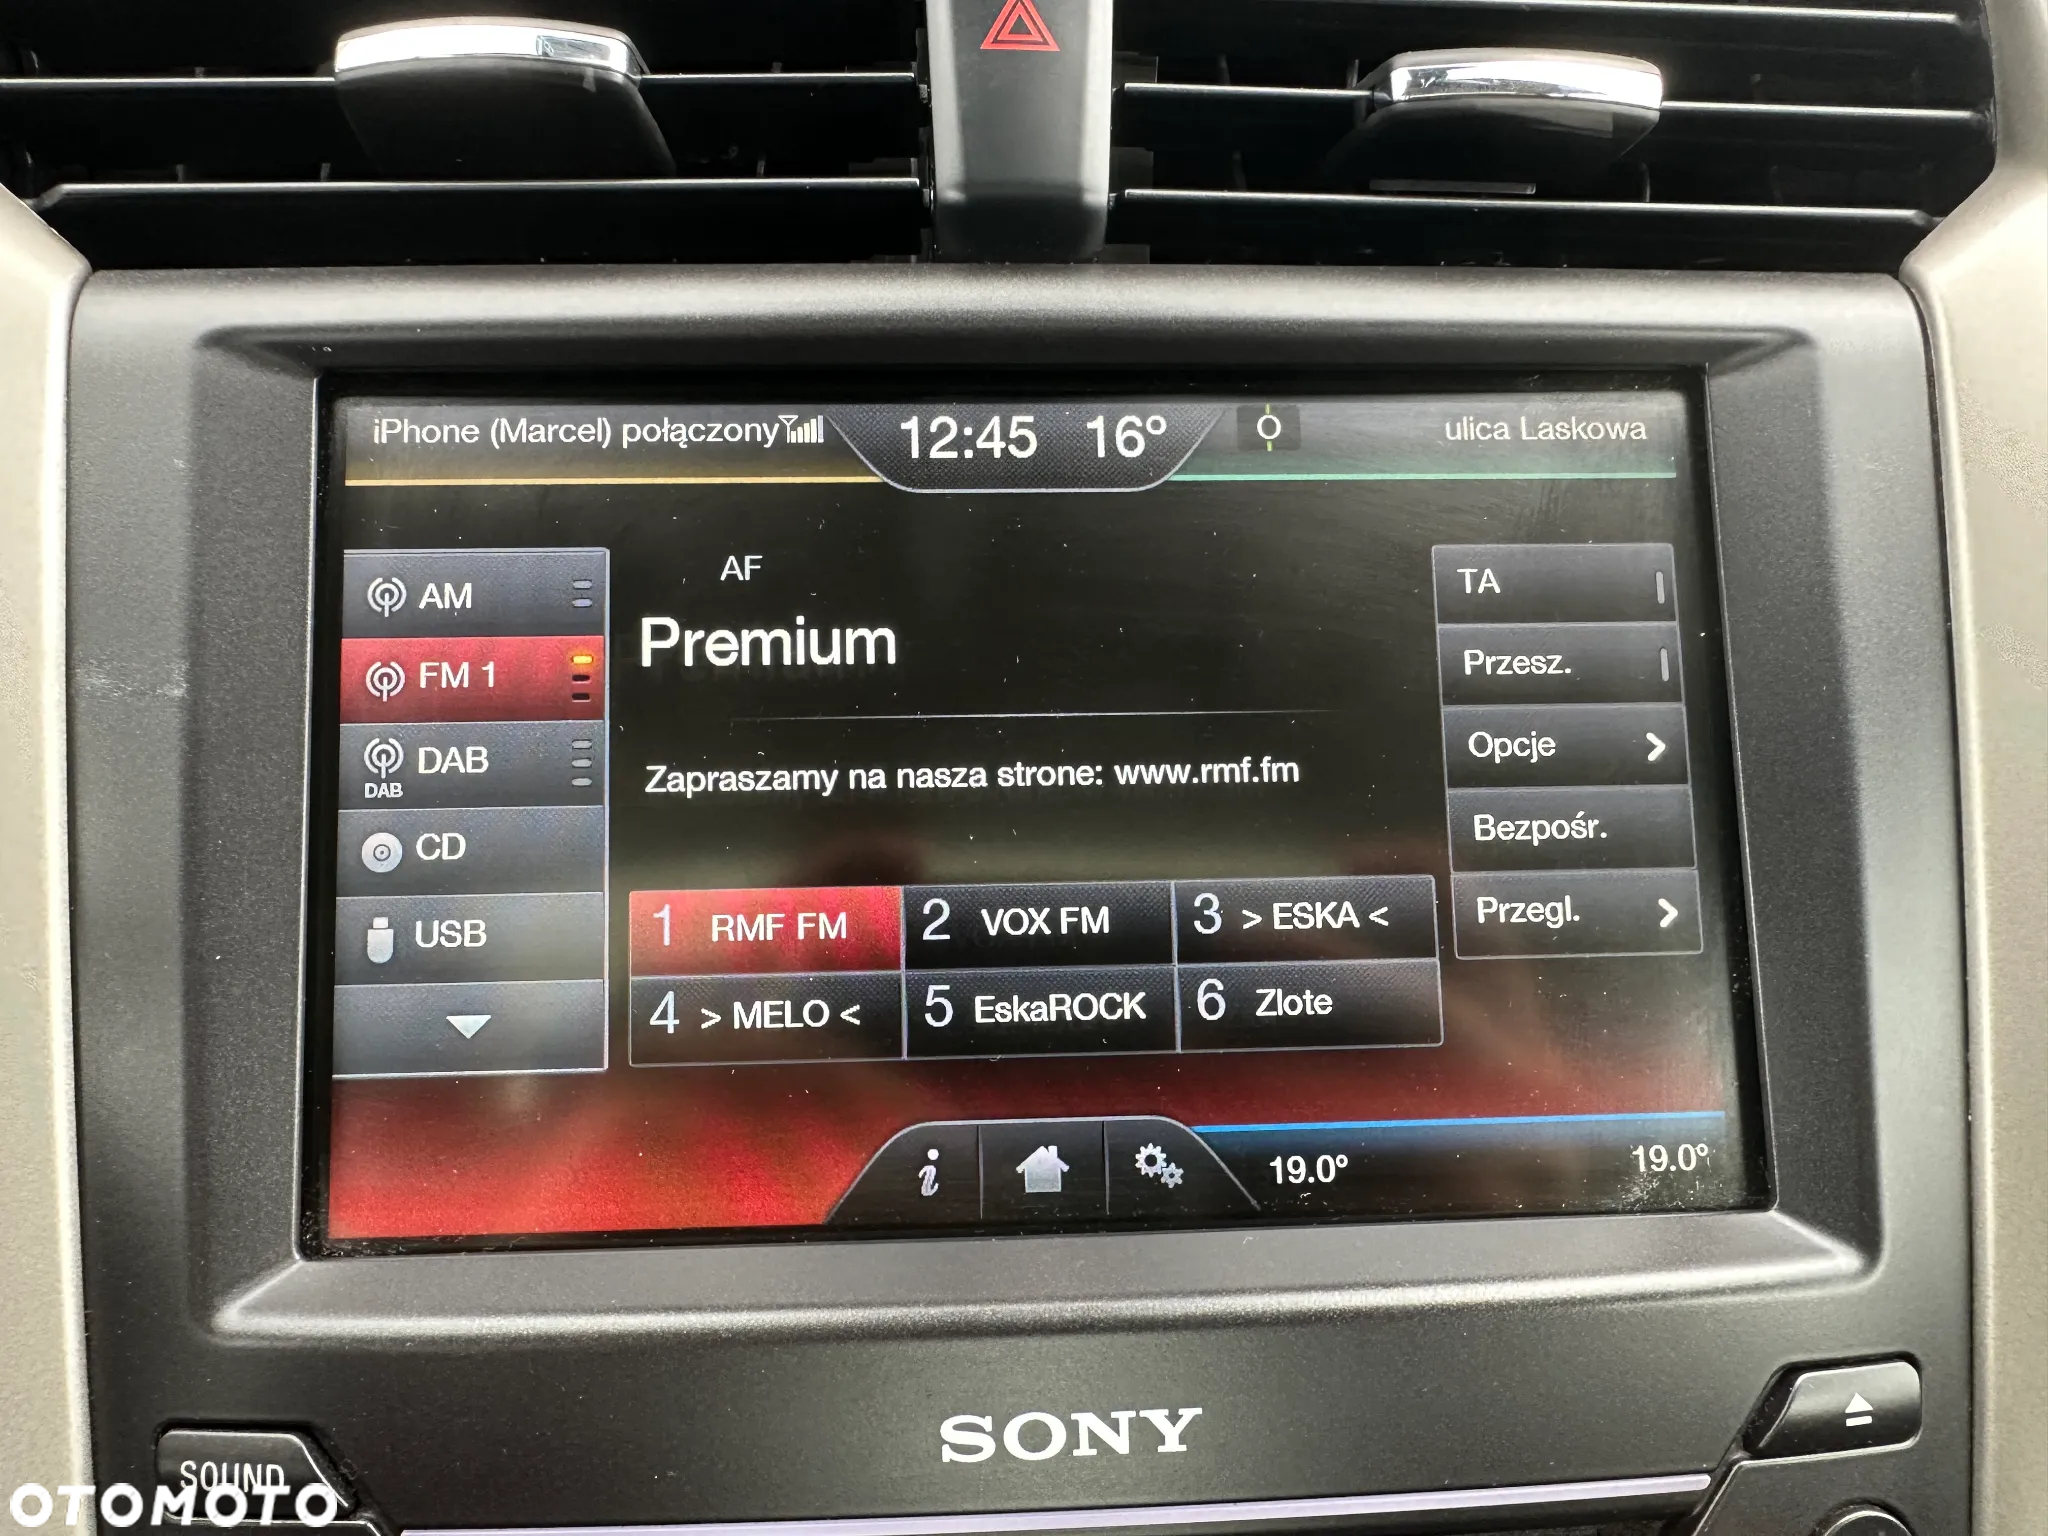 iPhone (Marcel) połączony 12:45 16° ulica Laskowa
AM
FM 1
DAB
DAB
CD
USB
AF
Premium
Zapraszamy na nasza strone: www.rmf.fm
TA
Przesz.
Opcje
Bezpośr.
Przegl.
1 RMF FM
2 VOX FM
3 > ESKA <
4 > MELO <
5 EskaROCK
6 Zlote
i
19.0° 19.0°
SONY
SOUND
OTOMOTO